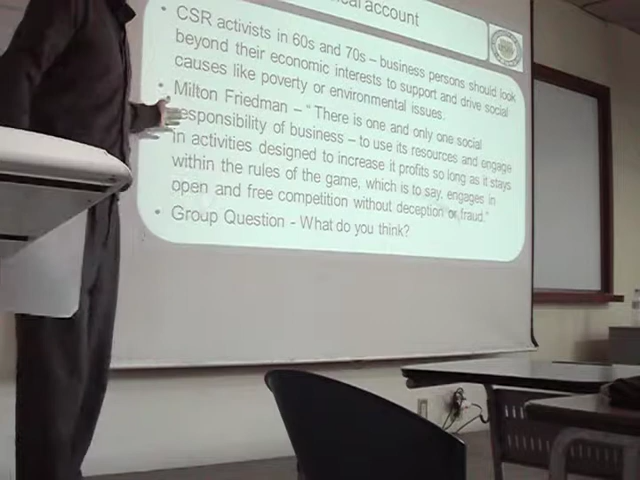 account
• CSR activists in 60s and 70s – business persons should look
beyond their economic interests to support and drive social
causes like poverty or environmental issues.
• Milton Friedman – “ There is one and only one social
responsibility of business – to use its resources and engage
in activities designed to increase it profits so long as it stays
within the rules of the game, which is to say, engages in
open and free competition without deception or fraud.”
• Group Question - What do you think?